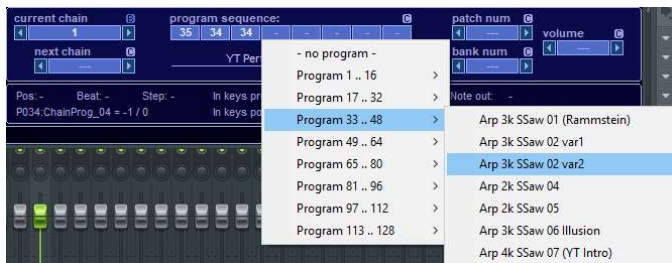 current chain B
program sequence: C
patch num C
1
35 34 34 - - - - -
---
volume C
---
next chain C
---
YT Per
bank num C
---
- no program -
Program 1 .. 16 >
Program 17 .. 32 >
Program 33 .. 48 >
Program 49 .. 64 >
Program 65 .. 80 >
Program 81 .. 96 >
Program 97 .. 112 >
Program 113 .. 128 >
Pos: - Beat: - Step: - In keys pr
Note out: -
P034:ChainProg_04 = -1 / 0 In keys po
Arp 3k SSaw 01 (Rammstein)
Arp 3k SSaw 02 var1
Arp 3k SSaw 02 var2
Arp 2k SSaw 04
Arp 2k SSaw 05
Arp 3k SSaw 06 Illusion
Arp 4k SSaw 07 (YT Intro)